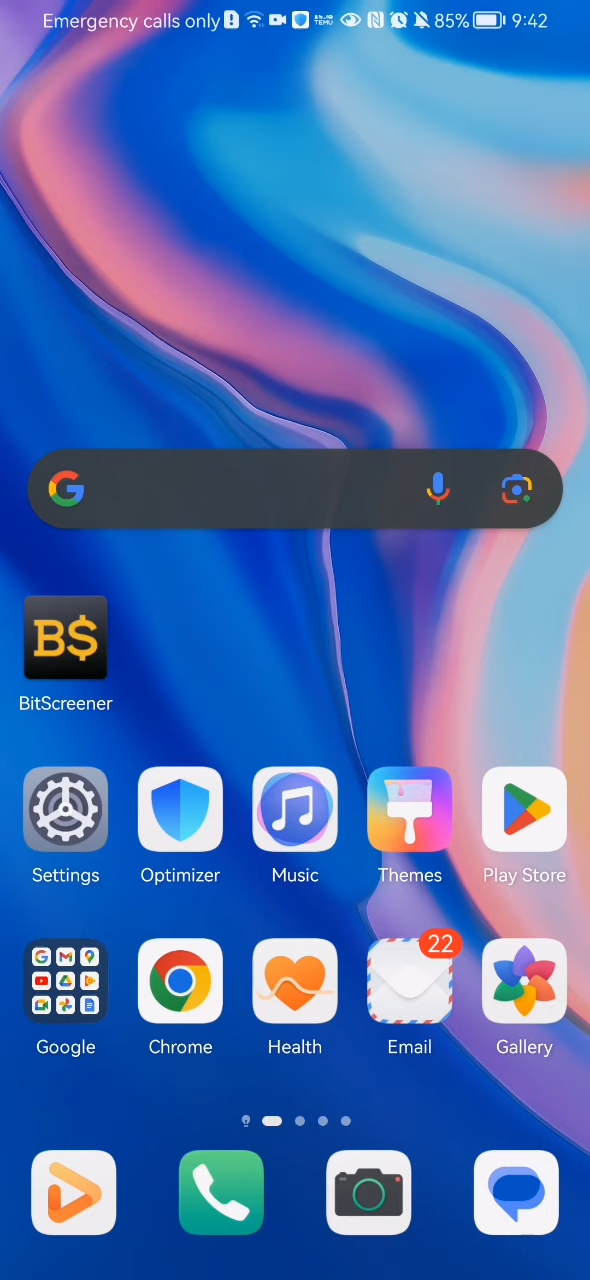 Emergency calls only 85% 9:42
B$
BitScreener
Settings Optimizer Music Themes Play Store
22
Google Chrome Health Email Gallery